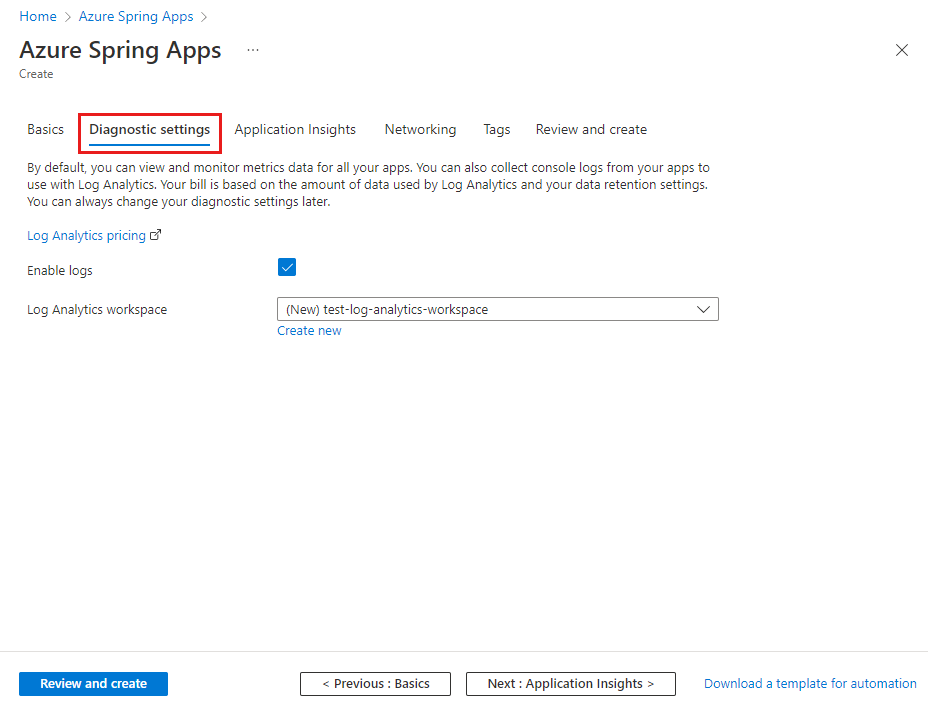 Home > Azure Spring Apps >
Azure Spring Apps ...
Create
Basics Diagnostic settings Application Insights Networking Tags Review and create
By default, you can view and monitor metrics data for all your apps. You can also collect console logs from your apps to
use with Log Analytics. Your bill is based on the amount of data used by Log Analytics and your data retention settings.
You can always change your diagnostic settings later.
Log Analytics pricing
Enable logs
Log Analytics workspace (New) test-log-analytics-workspace
Create new
Review and create < Previous : Basics Next : Application Insights > Download a template for automation